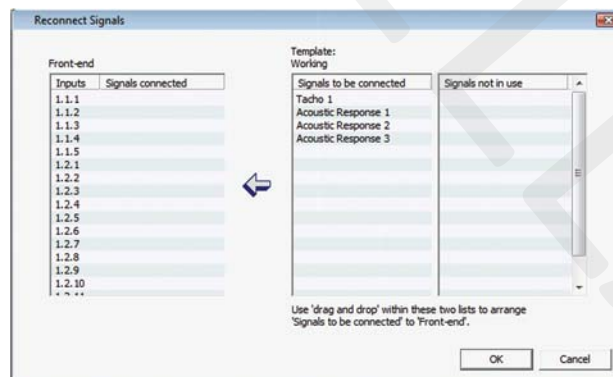 Reconnect Signals
Front-end
Template:
Working
Inputs Signals connected
Signals to be connected Signals not in use
1.1.1
1.1.2
1.1.3
1.1.4
1.1.5
1.2.1
1.2.2
1.2.3
1.2.4
1.2.5
1.2.6
1.2.7
1.2.8
1.2.9
1.2.10
Tacho 1
Acoustic Response 1
Acoustic Response 2
Acoustic Response 3
Use 'drag and drop' within these two lists to arrange
'Signals to be connected' to 'Front-end'.
OK Cancel